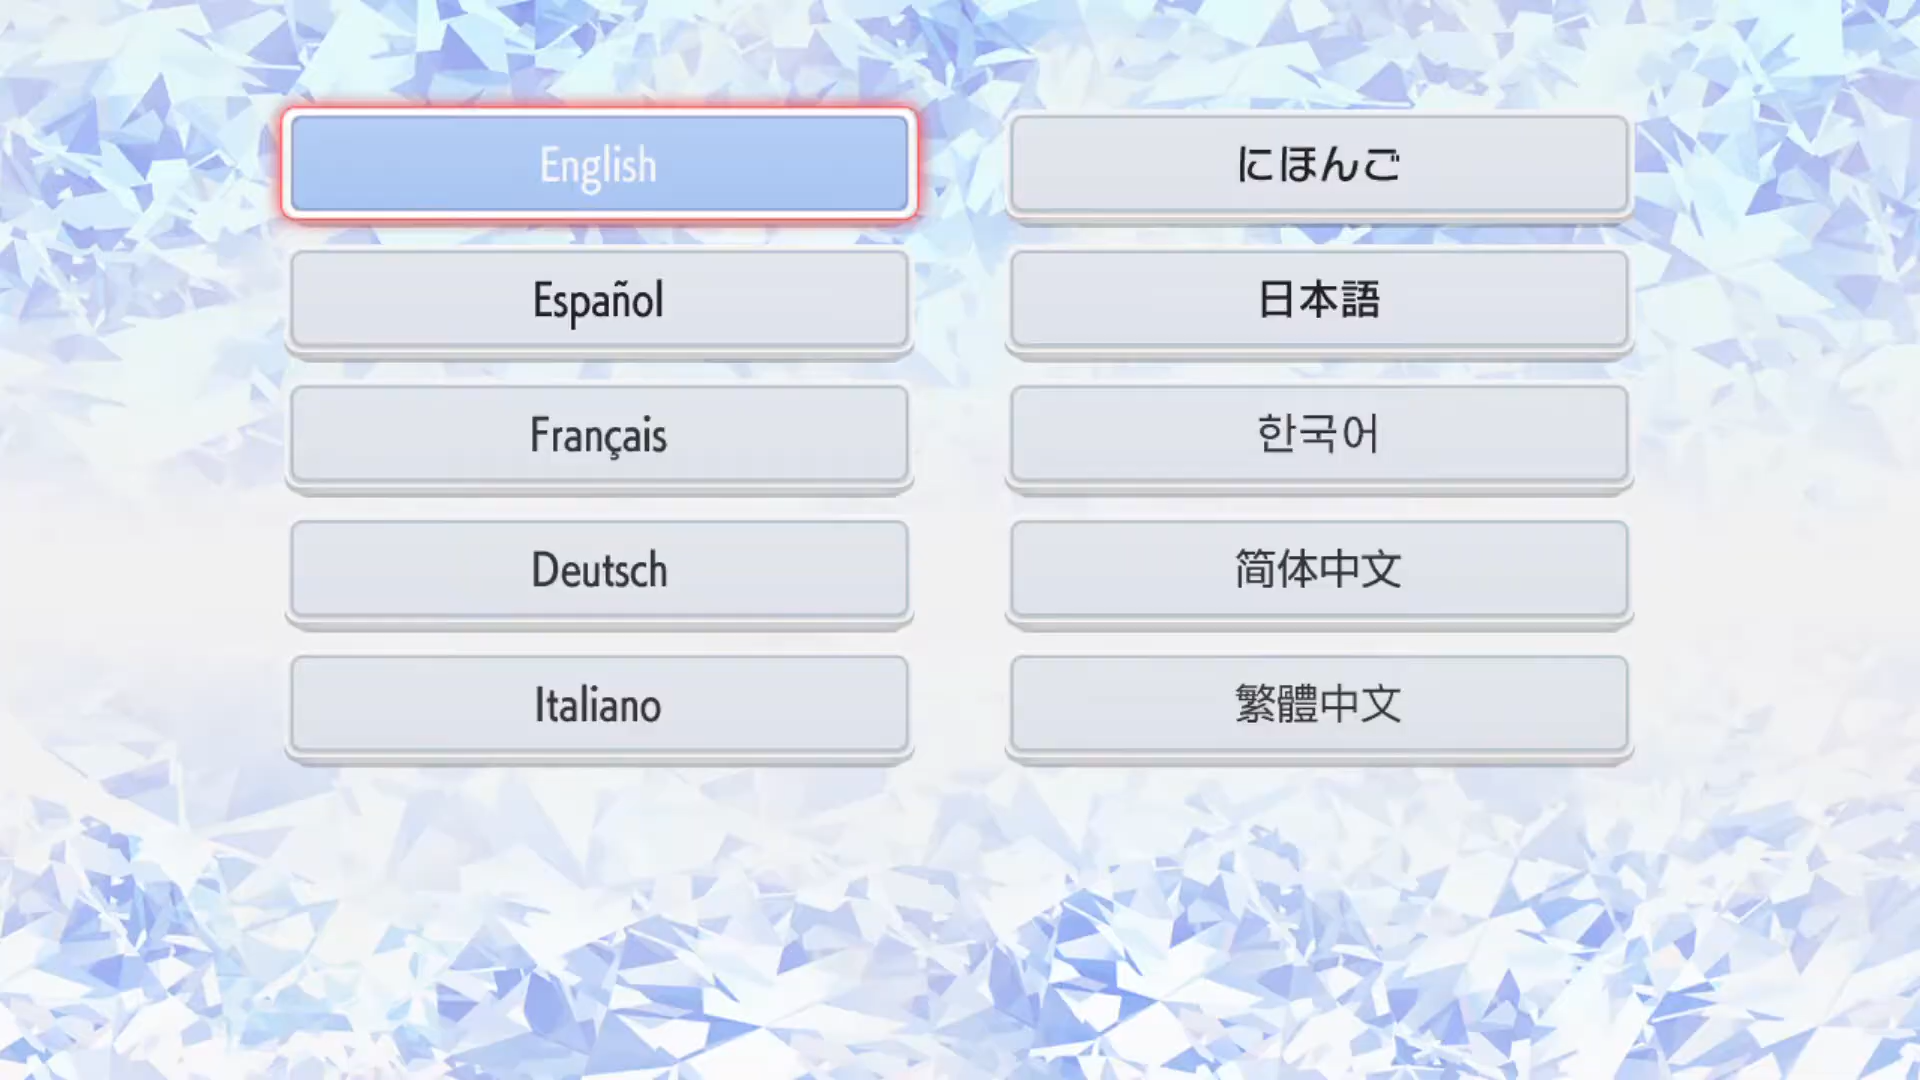 English
Español
Français
Deutsch
Italiano
にほんご
日本語
한국어
简体中文
繁體中文